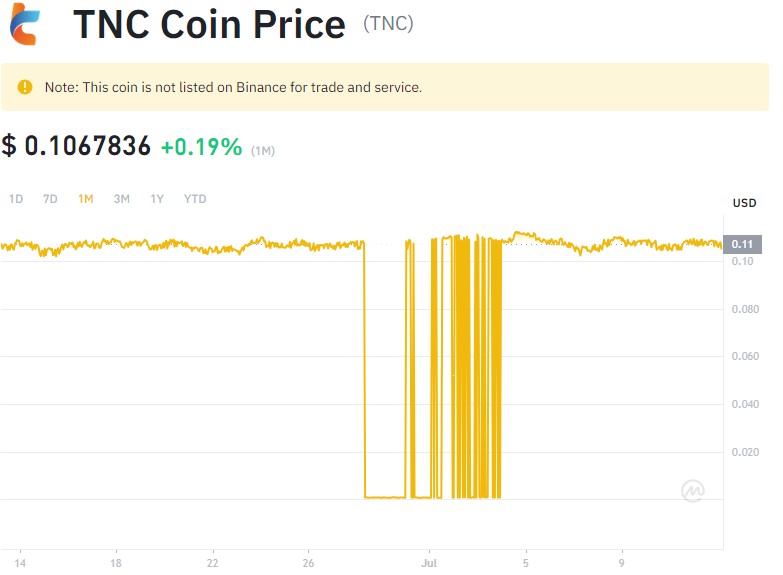 TNC Coin Price (TNC)
Note: This coin is not listed on Binance for trade and service.
$ 0.1067836 +0.19% (1M)
1D 7D 1M 3M 1Y YTD
USD
0.11
0.10
0.080
0.060
0.040
0.020
14 18 22 26 Jul 5 9